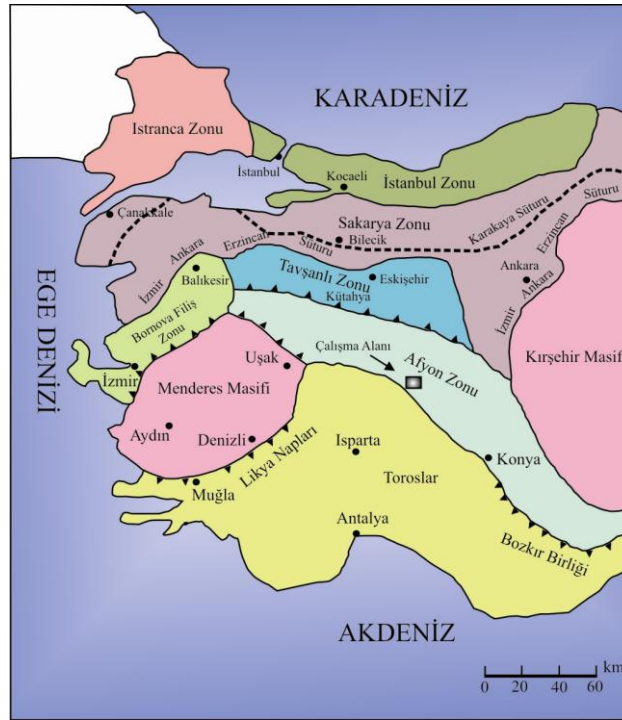 KARADENİZ
Istranca Zonu
İstanbul
Kocaeli
İstanbul Zonu
Çanakkale
Sakarya Zonu
Bilecik
Karakaya Süturu
İzmir Ankara Erzincan Süturu
İzmir Ankara Erzincan Süturu
Ankara
Balıkesir
Tavşanlı Zonu
Eskişehir
Kütahya
EGE DENİZİ
Bornova Filiş
Zonu
İzmir
Uşak
Çalışma Alanı
Afyon Zonu
Kırşehir Masifi
Menderes Masifi
Aydın
Denizli
Likya Napları
Isparta
Konya
Muğla
Toroslar
Antalya
Bozkır Birliği
AKDENİZ
km
0 20 40 60